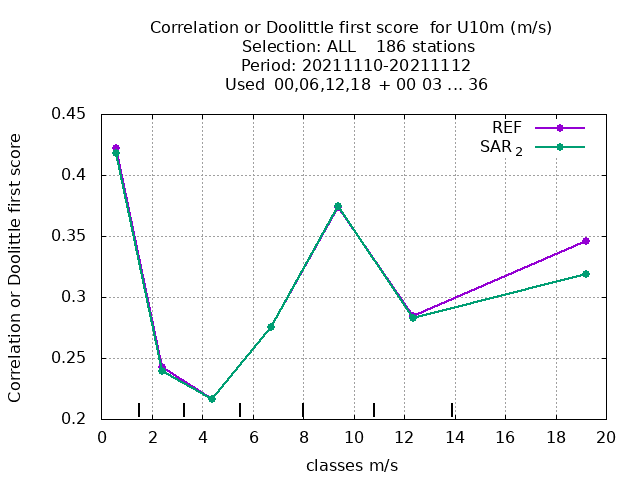 Correlation or Doolittle first score  for U10m (m/s)
Selection: ALL    186 stations
Period: 20211110-20211112
Used  00,06,12,18  + 00 03 ... 36
REF
SAR 2
Correlation or Doolittle first score
0.45
0.4
0.35
0.3
0.25
0.2
0 2 4 6 8 10 12 14 16 18 20
classes m/s